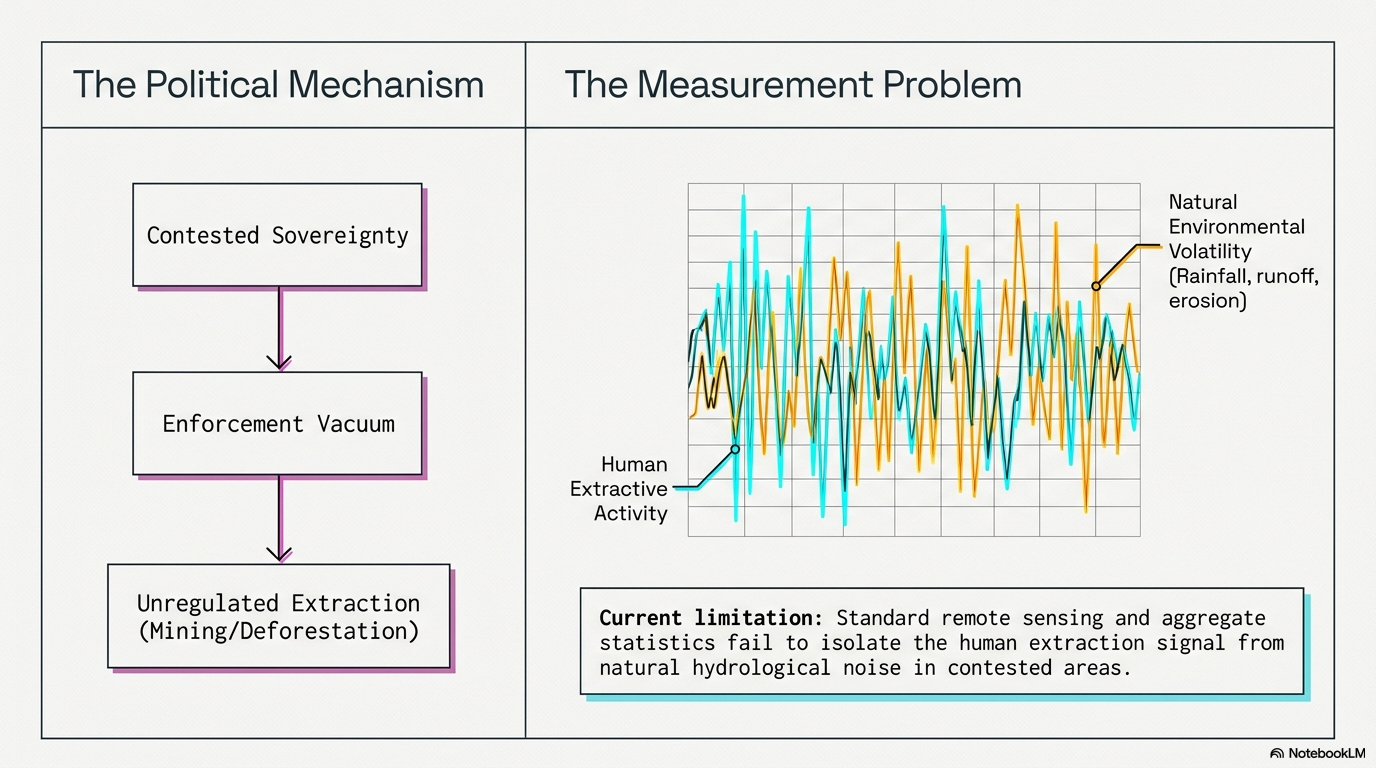 The Political Mechanism
The Measurement Problem
Contested Sovereignty
Enforcement Vacuum
Unregulated Extraction
(Mining/Deforestation)
Natural
Environmental
Volatility
(Rainfall, runoff,
erosion)
Human
Extractive
Activity
Current limitation: Standard remote sensing and aggregate
statistics fail to isolate the human extraction signal from
natural hydrological noise in contested areas.
NotebookLM